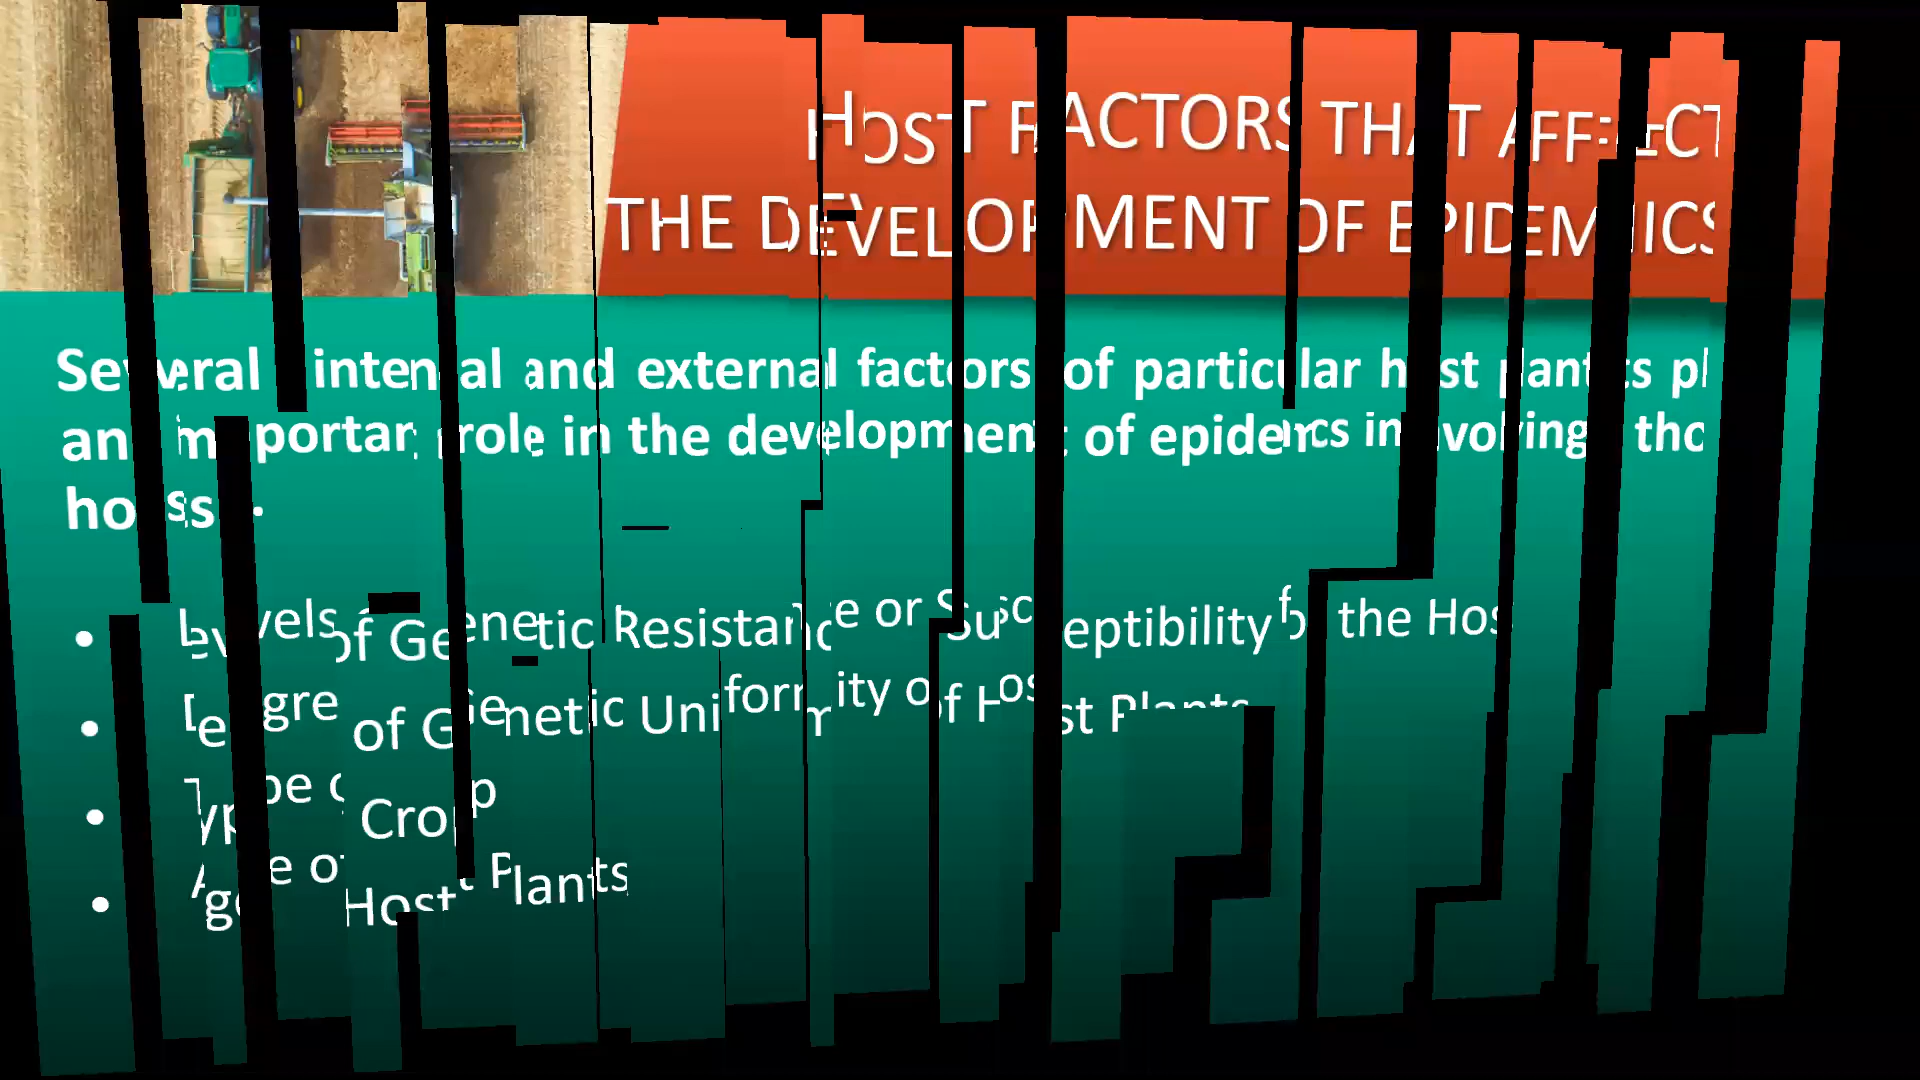 HOST FACTORS THAT AFFECT
THE DEVELOPMENT OF EPIDEMICS
Several internal and external factors of particular host plants
an important role in the development of epidemics involving
hosts.
• Levels of Genetic Resistance or Susceptibility of the Host
• Degree of Genetic Uniformity of Host Plants
• Type of Crop
• Age of Host Plants